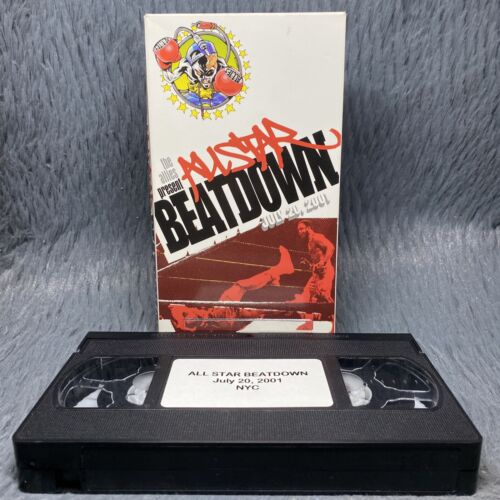 the allies
present
ALLSTAR
BEATDOWN
JULY 20, 2001
ALL STAR BEATDOWN
July 20, 2001
NYC